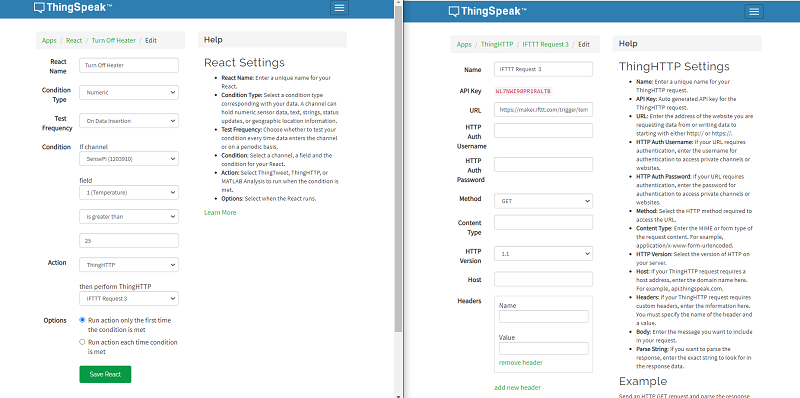 ThingSpeak™
Apps / React / Turn Off Heater / Edit
React Name
Turn Off Heater
Condition Type
Numeric
Test Frequency
On Data Insertion
Condition
If channel
SensePi (1203910)
field
1 (Temperature)
is greater than
25
Action
ThingHTTP
then perform ThingHTTP
IFTTT Request 3
Options
Run action only the first time
the condition is met
Run action each time condition
is met
Save React
Help
React Settings
React Name: Enter a unique name for your
React.
Condition Type: Select a condition type
corresponding with your data. A channel can
hold numeric sensor data, text, strings, status
updates, or geographic location information.
Test Frequency: Choose whether to test your
condition every time data enters the channel
or on a periodic basis.
Condition: Select a channel, a field and the
condition for your React.
Action: Select ThingTweet, ThingHTTP, or
MATLAB Analysis to run when the condition is
met.
Options: Select when the React runs.
Learn More
ThingSpeak™
Apps / ThingHTTP / IFTTT Request 3 / Edit
Name
IFTTT Request 3
API Key
URL
https://maker.ifttt.com/trigger/tem
HTTP
Auth
Username
HTTP
Auth
Password
Method
GET
Content
Type
HTTP
Version
1.1
Host
Headers
Name
Value
remove header
add new header
Help
ThingHTTP Settings
Name: Enter a unique name for your
ThingHTTP request.
API Key: Auto generated API key for the
ThingHTTP request.
URL: Enter the address of the website you are
requesting data from or writing data to
starting with either http:// or https://.
HTTP Auth Username: If your URL requires
authentication, enter the username for
authentication to access private channels or
websites.
HTTP Auth Password: If your URL requires
authentication, enter the password for
authentication to access private channels or
websites.
Method: Select the HTTP method required to
access the URL.
Content Type: Enter the MIME or form type of
the request content. For example,
application/x-www-form-urlencoded.
HTTP Version: Select the version of HTTP on
your server.
Host: If your ThingHTTP request requires a
host address, enter the domain name here.
For example, api.thingspeak.com.
Headers: If your ThingHTTP request requires
custom headers, enter the information here.
You must specify the name of the header and
a value.
Body: Enter the message you want to include
in your request.
Parse String: If you want to parse the
response, enter the exact string to look for in
the response data.
Example
Send an HTTP GET request and parse the response